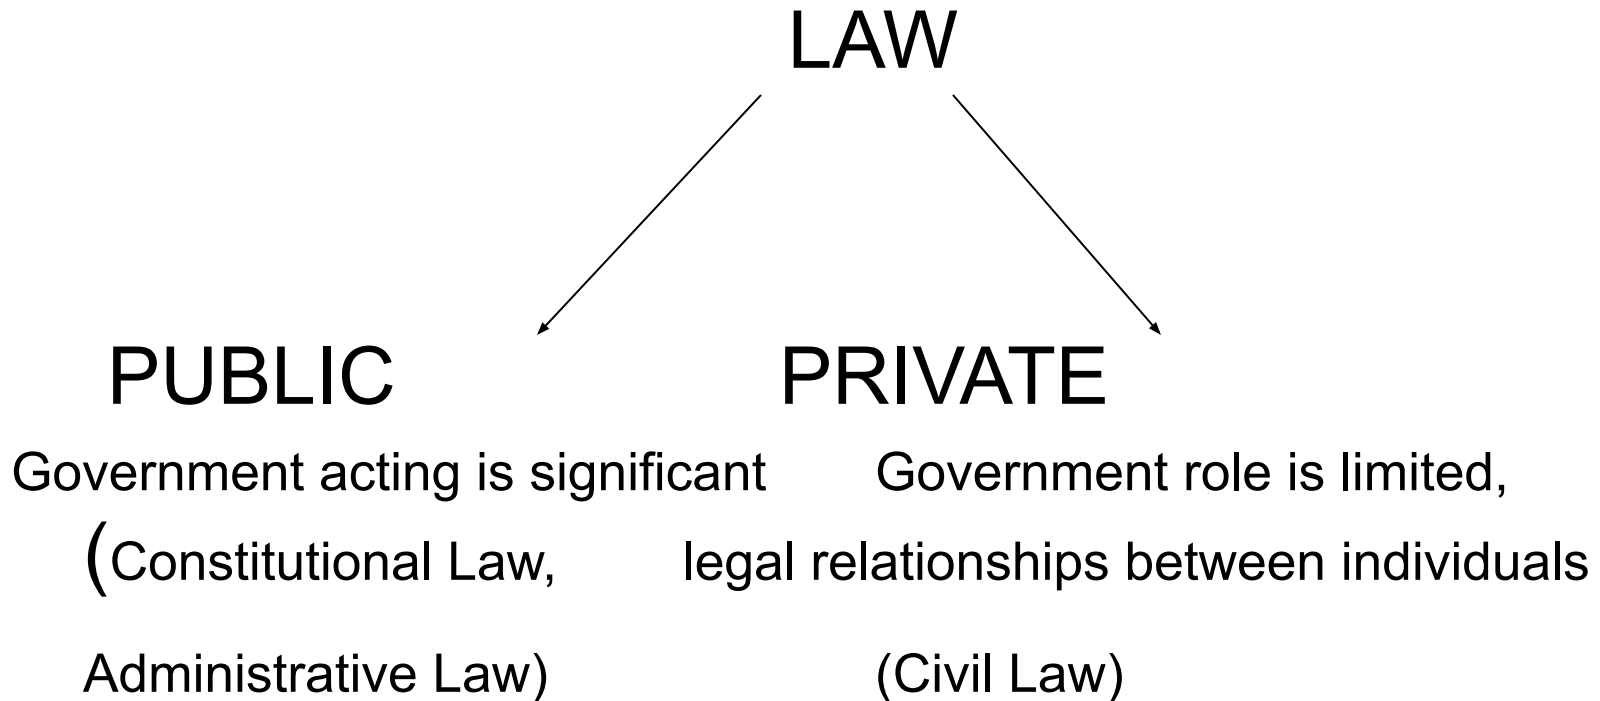 LAW
PUBLIC PRIVATE
Government acting is significant Government role is limited,
(Constitutional Law, legal relationships between individuals
Administrative Law) (Civil Law)